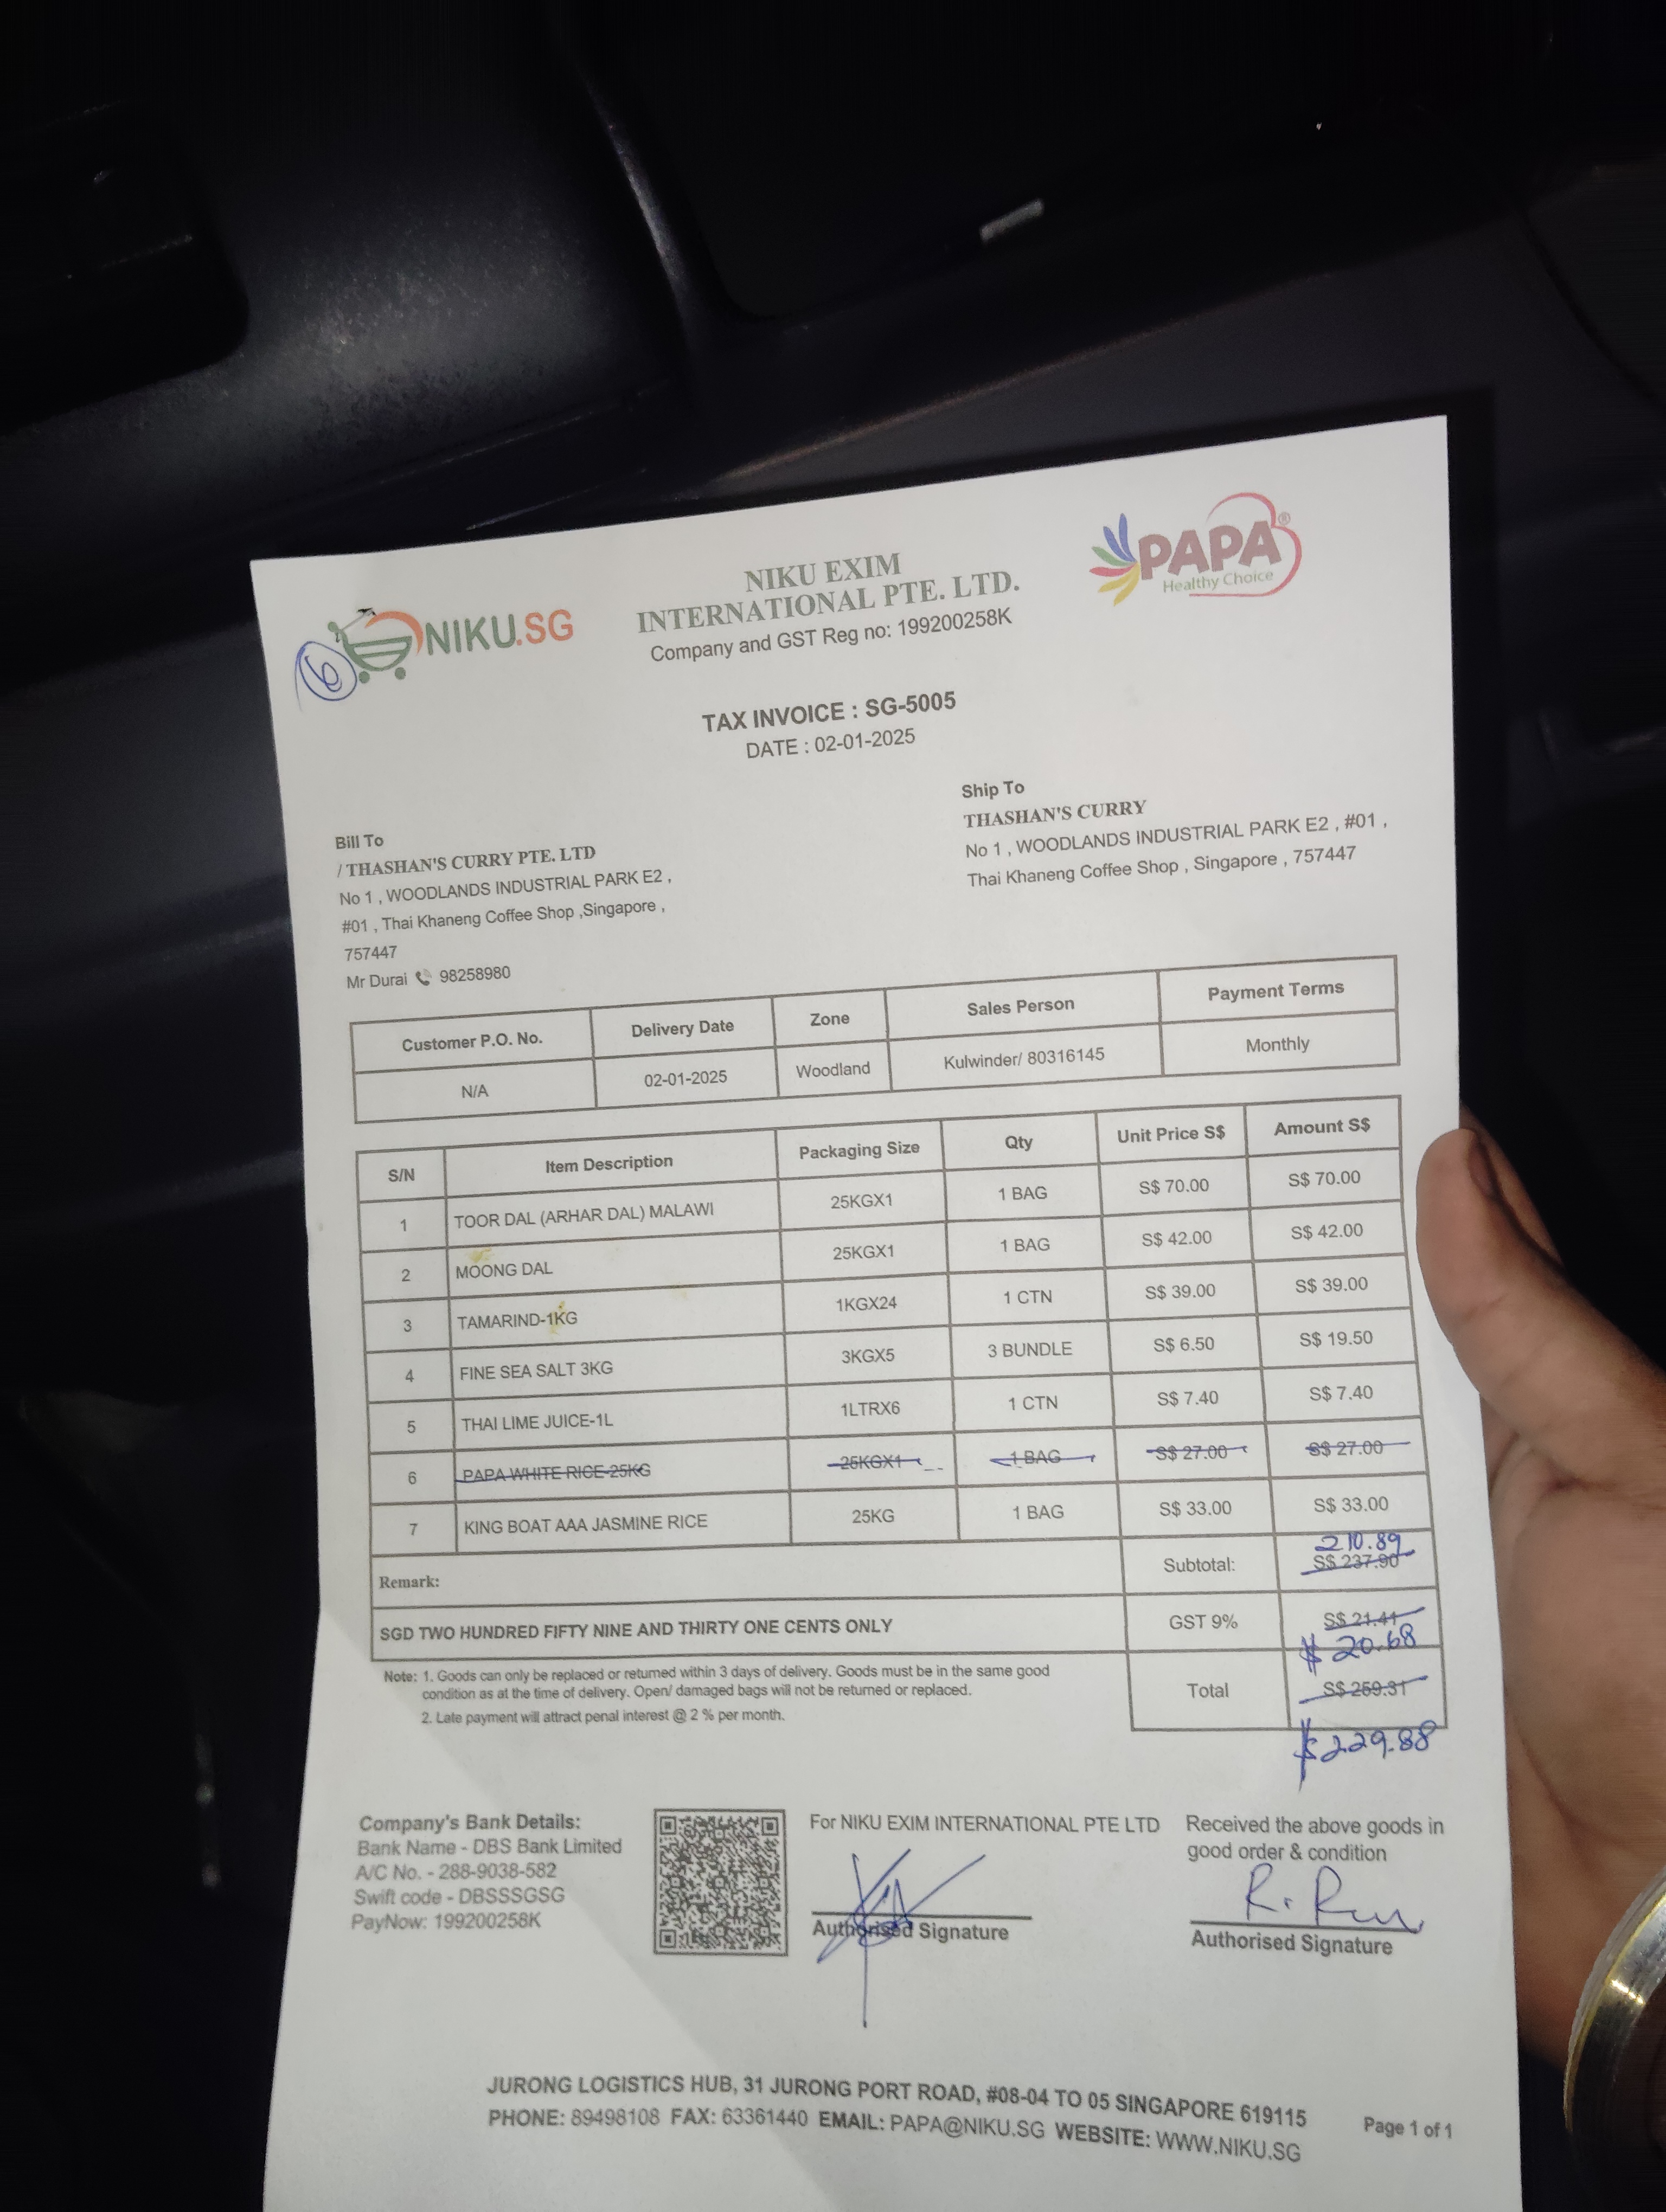 6
NIKU.SG
NIKU EXIM
INTERNATIONAL PTE. LTD.
Company and GST Reg no: 199200258K
PAPA®
Healthy Choice
TAX INVOICE : SG-5005
DATE : 02-01-2025
Bill To
/ THASHAN'S CURRY PTE. LTD
No 1 , WOODLANDS INDUSTRIAL PARK E2 ,
#01 , Thai Khaneng Coffee Shop ,Singapore ,
757447
Mr Durai 98258980
Ship To
THASHAN'S CURRY
No 1 , WOODLANDS INDUSTRIAL PARK E2 , #01 ,
Thai Khaneng Coffee Shop , Singapore , 757447
Customer P.O. No. Delivery Date Zone Sales Person Payment Terms
N/A 02-01-2025 Woodland Kulwinder/ 80316145 Monthly
S/N Item Description Packaging Size Qty Unit Price S$ Amount S$
1 TOOR DAL (ARHAR DAL) MALAWI 25KGX1 1 BAG S$ 70.00 S$ 70.00
2 MOONG DAL 25KGX1 1 BAG S$ 42.00 S$ 42.00
3 TAMARIND-1KG 1KGX24 1 CTN S$ 39.00 S$ 39.00
4 FINE SEA SALT 3KG 3KGX5 3 BUNDLE S$ 6.50 S$ 19.50
5 THAI LIME JUICE-1L 1LTRX6 1 CTN S$ 7.40 S$ 7.40
6 PAPA WHITE RICE-25KG 25KGX1 1 BAG S$ 27.00 S$ 27.00
7 KING BOAT AAA JASMINE RICE 25KG 1 BAG S$ 33.00 S$ 33.00
210.89
Remark: Subtotal: S$ 237.90
SGD TWO HUNDRED FIFTY NINE AND THIRTY ONE CENTS ONLY GST 9% S$ 21.41
$ 20.68
Total S$ 259.31
$229.88
Note: 1. Goods can only be replaced or returned within 3 days of delivery. Goods must be in the same good
condition as at the time of delivery. Open/ damaged bags will not be returned or replaced.
2. Late payment will attract penal interest @ 2 % per month.
Company's Bank Details:
Bank Name - DBS Bank Limited
A/C No. - 288-9038-582
Swift code - DBSSSGSG
PayNow: 199200258K
For NIKU EXIM INTERNATIONAL PTE LTD
Authorised Signature
Received the above goods in
good order & condition
Authorised Signature
JURONG LOGISTICS HUB, 31 JURONG PORT ROAD, #08-04 TO 05 SINGAPORE 619115
PHONE: 89498108 FAX: 63361440 EMAIL: PAPA@NIKU.SG WEBSITE: WWW.NIKU.SG
Page 1 of 1